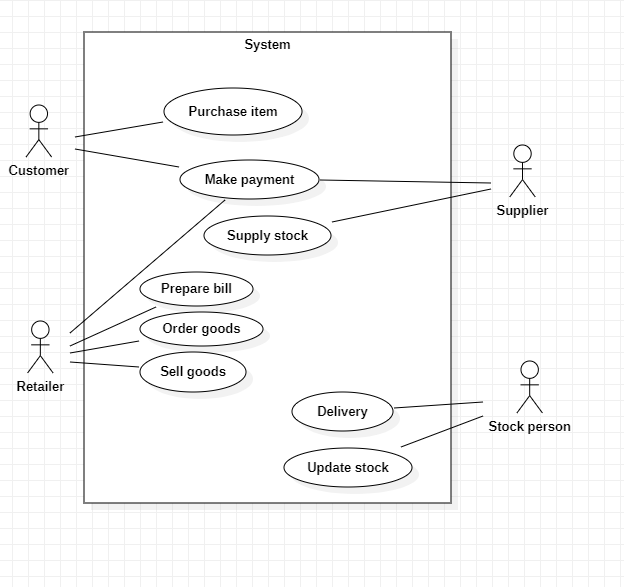 System
Purchase item
Customer
Make payment
Supplier
Supply stock
Prepare bill
Order goods
Sell goods
Retailer
Delivery
Stock person
Update stock